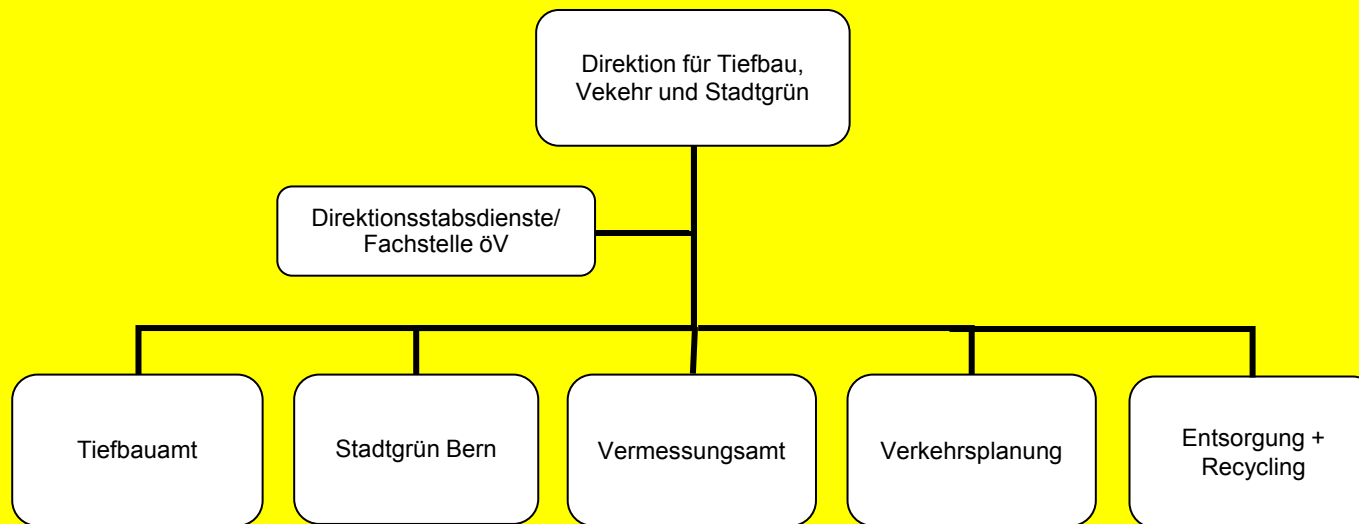 Direktion für Tiefbau,
Vekehr und Stadtgrün
Direktionsstabsdienste/
Fachstelle öV
Tiefbauamt
Stadtgrün Bern
Vermessungsamt
Verkehrsplanung
Entsorgung +
Recycling